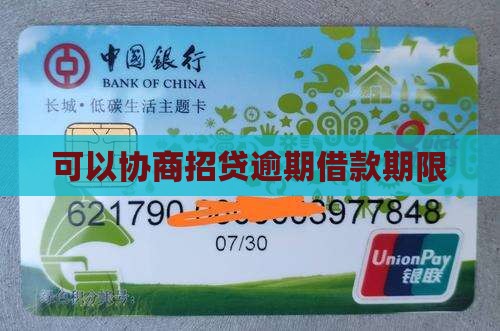 中国银行
BANK OF CHINA
长城·低碳生活主题卡
可以协商招贷逾期借款期限
621790 977848
07/30
UnionPay
银联